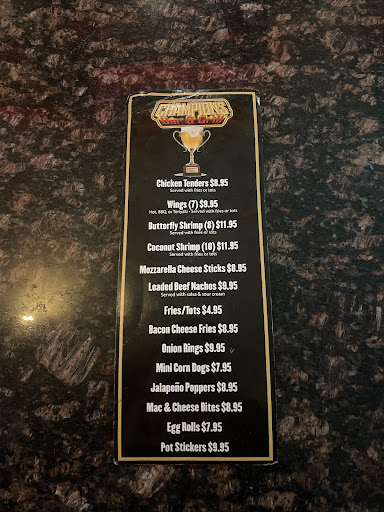 CHAMPIONS
Bar & Grill
Chicken Tenders $8.95
Served with fries or tots
Wings (7) $9.95
Hot, BBQ, or Teriyaki - Served with fries or tots
Butterfly Shrimp (6) $11.95
Served with fries or tots
Coconut Shrimp (10) $11.95
Served with fries or tots
Mozzarella Cheese Sticks $8.95
Loaded Beef Nachos $9.95
Served with salsa & sour cream
Fries/Tots $4.95
Bacon Cheese Fries $8.95
Onion Rings $9.95
Mini Corn Dogs $7.95
Jalapeño Poppers $8.95
Mac & Cheese Bites $8.95
Egg Rolls $7.95
Pot Stickers $9.95